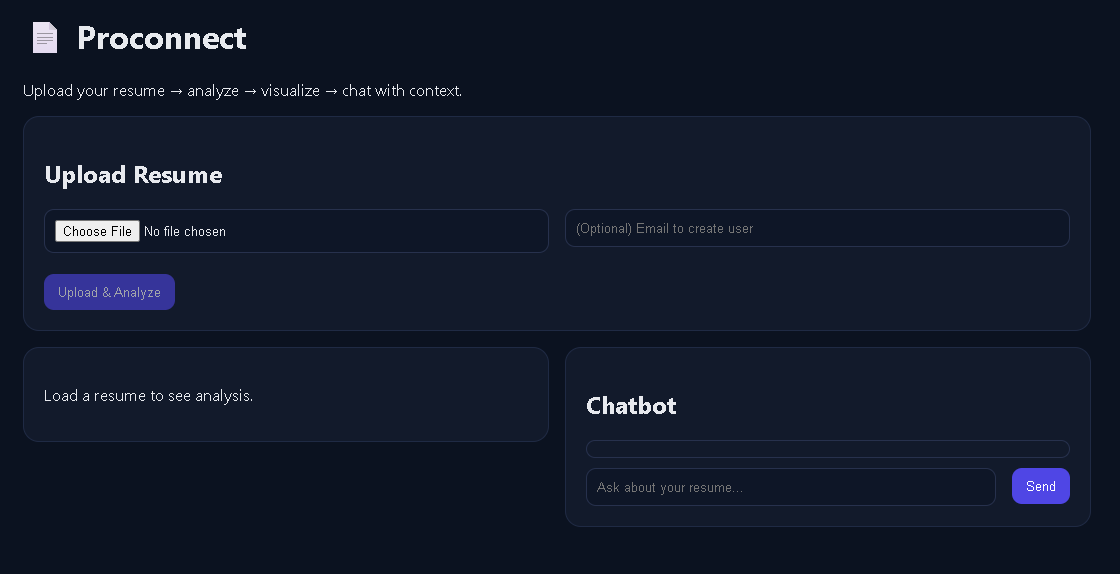 Proconnect
Upload your resume → analyze → visualize → chat with context.
Upload Resume
Choose File No file chosen
(Optional) Email to create user
Upload & Analyze
Load a resume to see analysis.
Chatbot
Ask about your resume...
Send